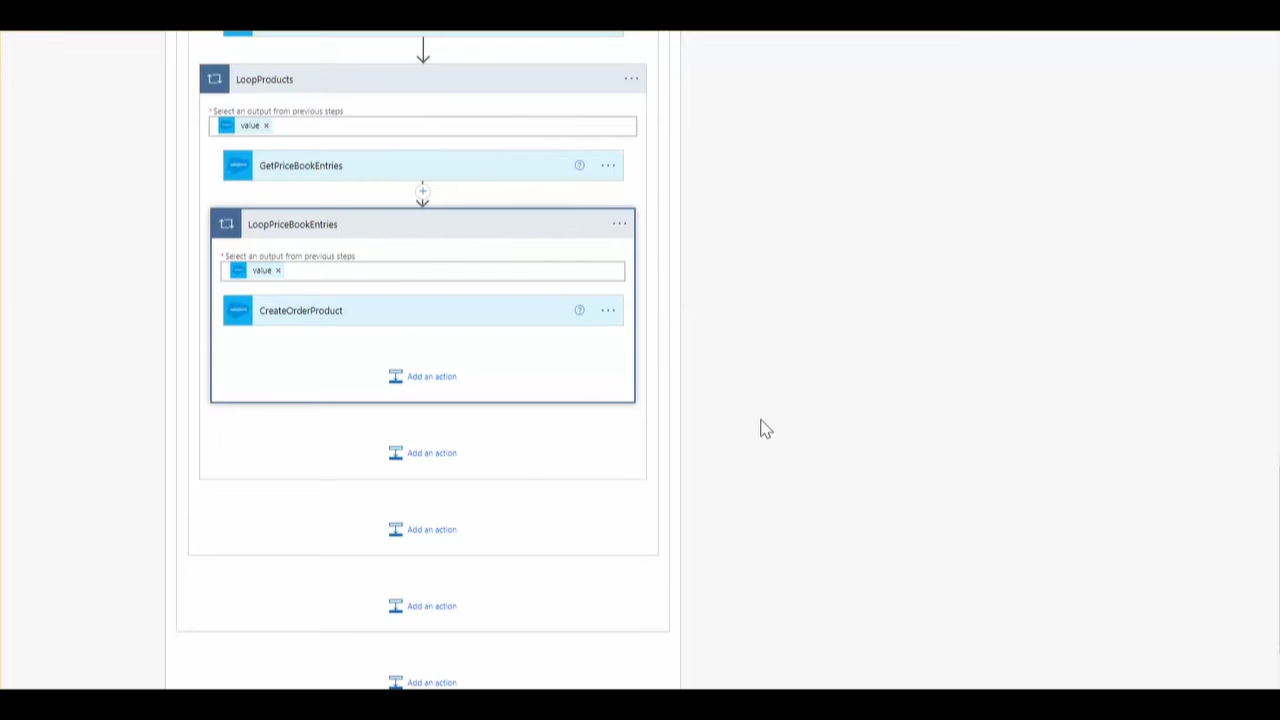 LoopProducts
* Select an output from previous steps
value ×
GetPriceBookEntries
LoopPriceBookEntries
* Select an output from previous steps
value ×
CreateOrderProduct
Add an action
Add an action
Add an action
Add an action
Add an action